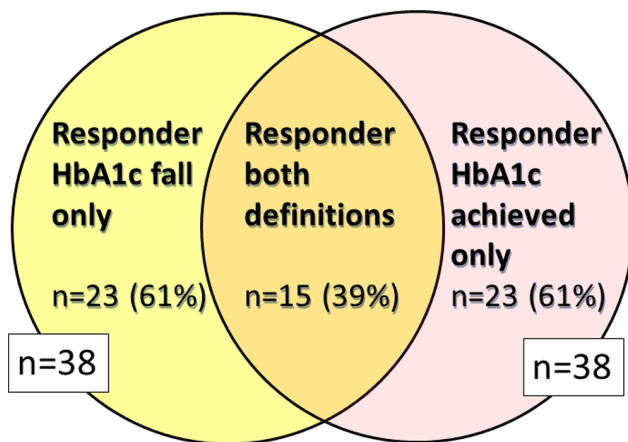 Responder
HbA1c fall
only
n=23 (61%)
Responder
both
definitions
n=15 (39%)
Responder
HbA1c
achieved
only
n=23 (61%)
n=38
n=38